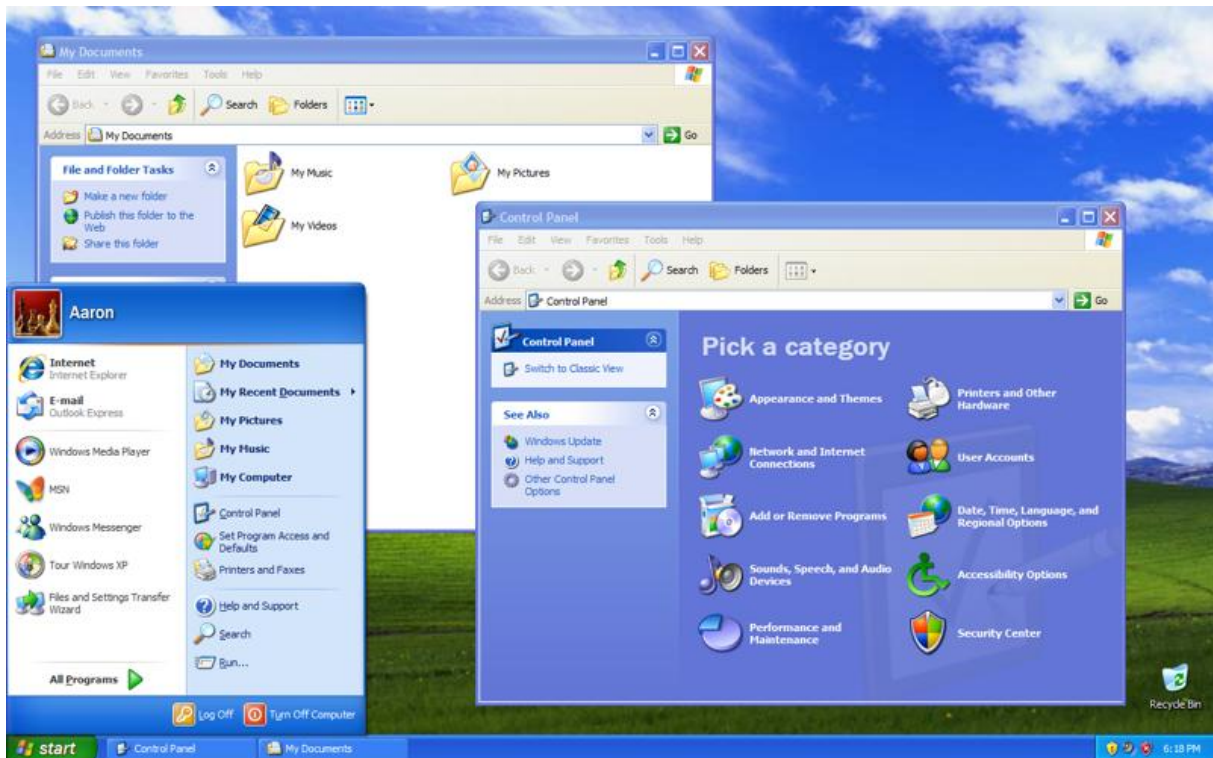 My Documents
File Edit View Favorites Tools Help
Back Search Folders
Address My Documents Go
File and Folder Tasks
Make a new folder
Publish this folder to the
Web
Share this folder
My Music
My Pictures
My Videos
Control Panel
File Edit View Favorites Tools Help
Back Search Folders
Address Control Panel Go
Control Panel
Switch to Classic View
See Also
Windows Update
Help and Support
Other Control Panel
Options
Pick a category
Appearance and Themes
Printers and Other
Hardware
Network and Internet
Connections
User Accounts
Add or Remove Programs
Date, Time, Language, and
Regional Options
Sounds, Speech, and Audio
Devices
Accessibility Options
Performance and
Maintenance
Security Center
Aaron
Internet
Internet Explorer
E-mail
Outlook Express
Windows Media Player
MSN
Windows Messenger
Tour Windows XP
Files and Settings Transfer
Wizard
All Programs
My Documents
My Recent Documents
My Pictures
My Music
My Computer
Control Panel
Set Program Access and
Defaults
Printers and Faxes
Help and Support
Search
Run...
Log Off Turn Off Computer
Recycle Bin
start Control Panel My Documents 6:18 PM